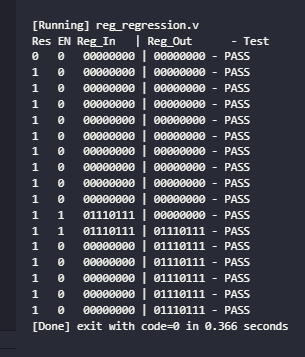 [Running] reg_regression.v
Res EN Reg_In | Reg_Out - Test
0 0 00000000 | 00000000 - PASS
1 0 00000000 | 00000000 - PASS
1 0 00000000 | 00000000 - PASS
1 0 00000000 | 00000000 - PASS
1 0 00000000 | 00000000 - PASS
1 0 00000000 | 00000000 - PASS
1 0 00000000 | 00000000 - PASS
1 0 00000000 | 00000000 - PASS
1 0 00000000 | 00000000 - PASS
1 0 00000000 | 00000000 - PASS
1 1 01110111 | 00000000 - PASS
1 1 01110111 | 01110111 - PASS
1 0 00000000 | 01110111 - PASS
1 0 00000000 | 01110111 - PASS
1 0 00000000 | 01110111 - PASS
1 0 00000000 | 01110111 - PASS
1 0 00000000 | 01110111 - PASS
[Done] exit with code=0 in 0.366 seconds